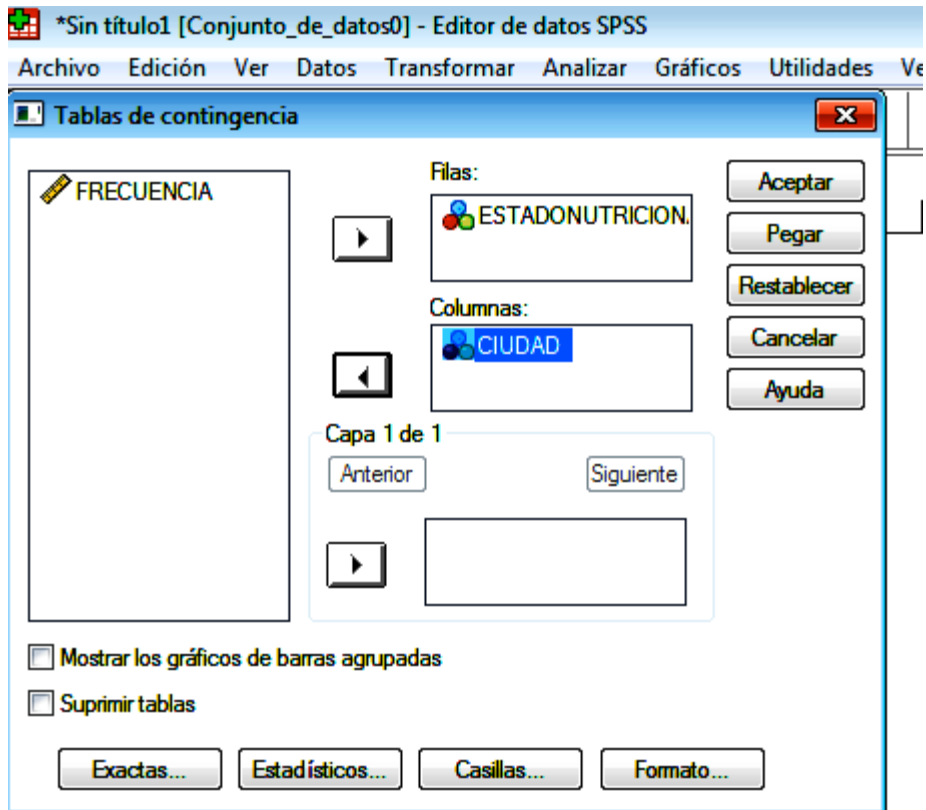 *Sin título1 [Conjunto_de_datos0] - Editor de datos SPSS
Archivo Edición Ver Datos Transformar Analizar Gráficos Utilidades Ve
Tablas de contingencia
FRECUENCIA
Filas:
ESTADONUTRICION.
Columnas:
CIUDAD
Capa 1 de 1
Anterior Siguiente
Aceptar
Pegar
Restablecer
Cancelar
Ayuda
Mostrar los gráficos de barras agrupadas
Suprimir tablas
Exactas... Estadísticos... Casillas... Formato...